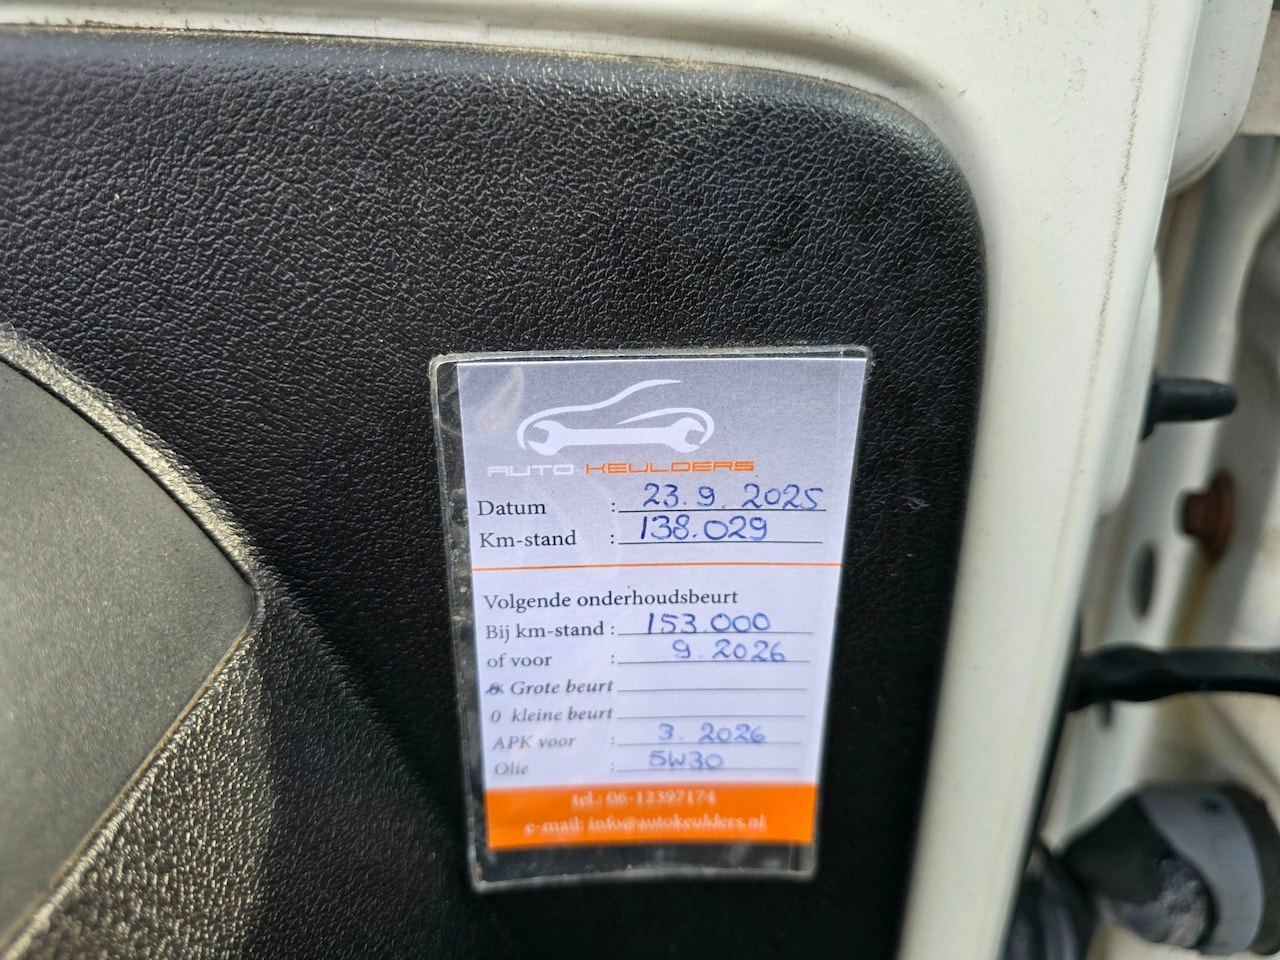 AUTO KEULDERS
Datum : 23.9.2025
Km-stand : 138.029
Volgende onderhoudsbeurt
Bij km-stand : 153.000
of voor : 9.2026
Grote beurt
0 kleine beurt
APK voor : 3.2026
Olie : 5W30
tel.: 06-12397174
e-mail: info@autokeulders.nl